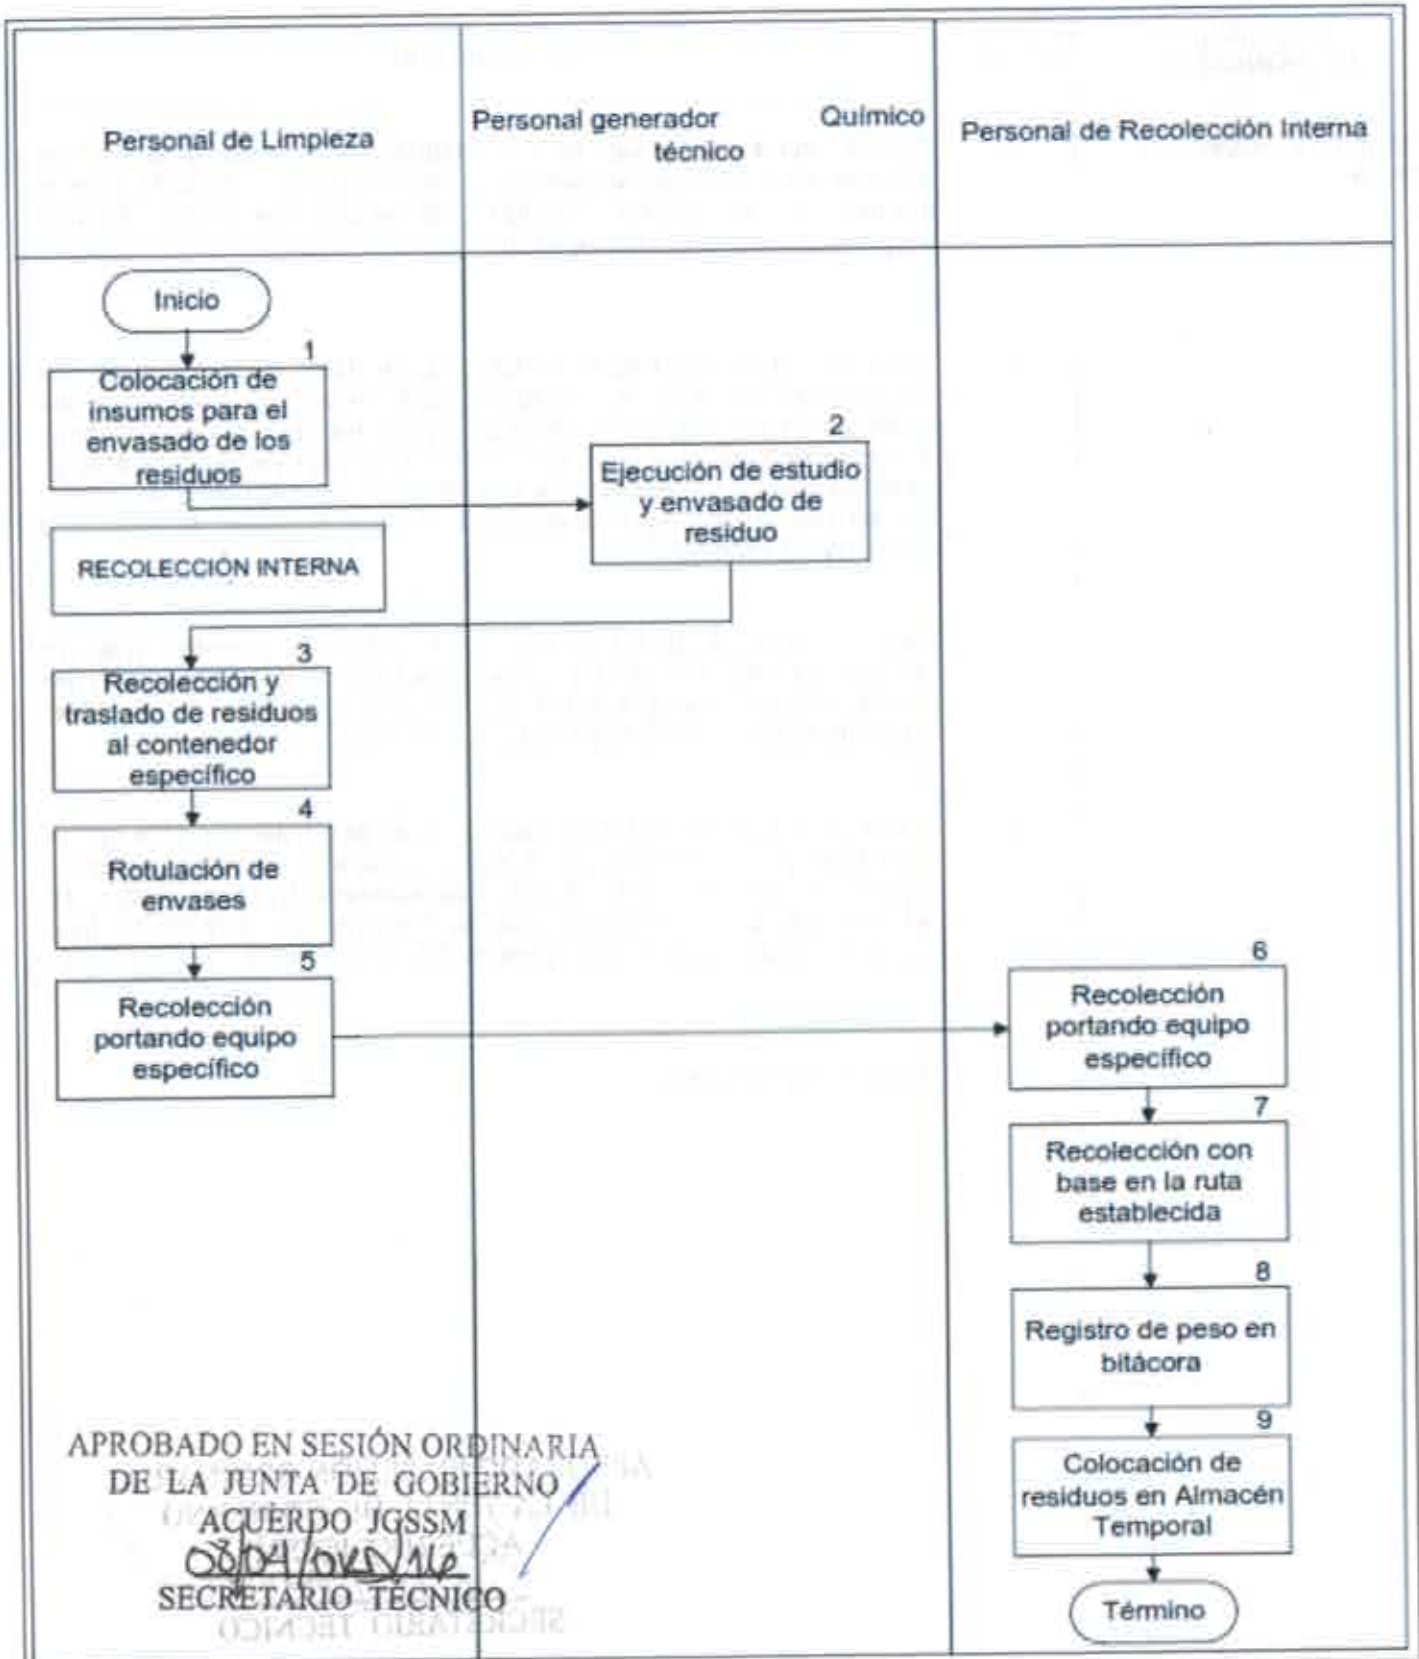 Personal de Limpieza
Personal generador Químico
técnico
Personal de Recolección Interna
Inicio
1
Colocación de
insumos para el
envasado de los
residuos
2
Ejecución de estudio
y envasado de
residuo
RECOLECCIÓN INTERNA
3
Recolección y
traslado de residuos
al contenedor
específico
4
Rotulación de
envases
5
Recolección
portando equipo
específico
6
Recolección
portando equipo
específico
7
Recolección con
base en la ruta
establecida
8
Registro de peso en
bitácora
9
Colocación de
residuos en Almacén
Temporal
Término
APROBADO EN SESIÓN ORDINARIA
DE LA JUNTA DE GOBIERNO
ACUERDO JGSSM
08/04/ORD/16
SECRETARIO TÉCNICO